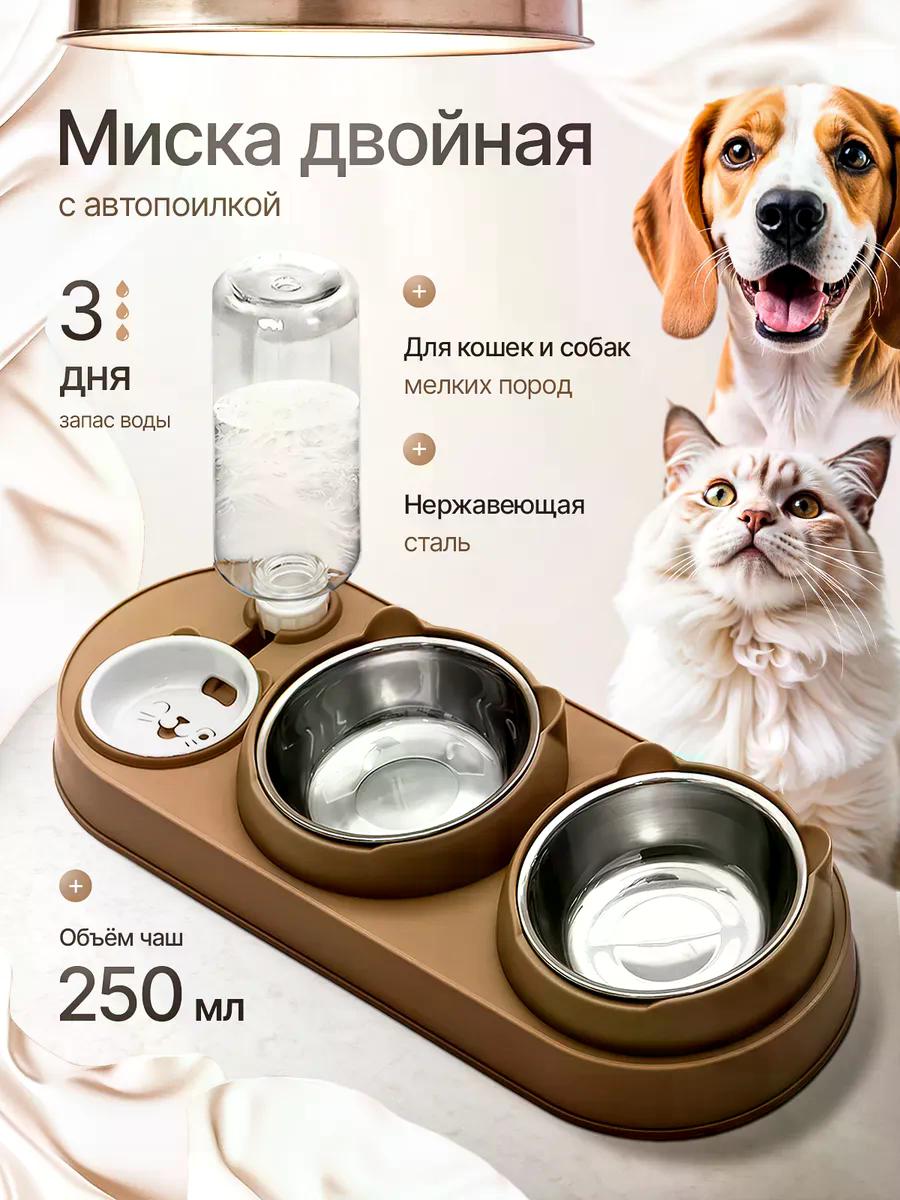 Миска двойная
с автопоилкой
3
дня
запас воды
Для кошек и собак
мелких пород
Нержавеющая
сталь
Объём чаш
250 мл